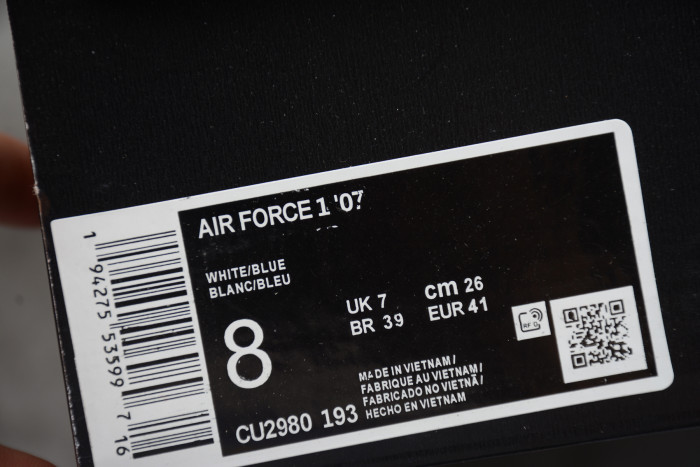 AIR FORCE 1 '07
WHITE/BLUE
BLANC/BLEU
8
UK 7
BR 39
cm 26
EUR 41
CU2980 193
MADE IN VIETNAM /
FABRIQUE AU VIETNAM /
FABRICADO NO VIETNÃ /
HECHO EN VIETNAM
1 94275 53599 7 16